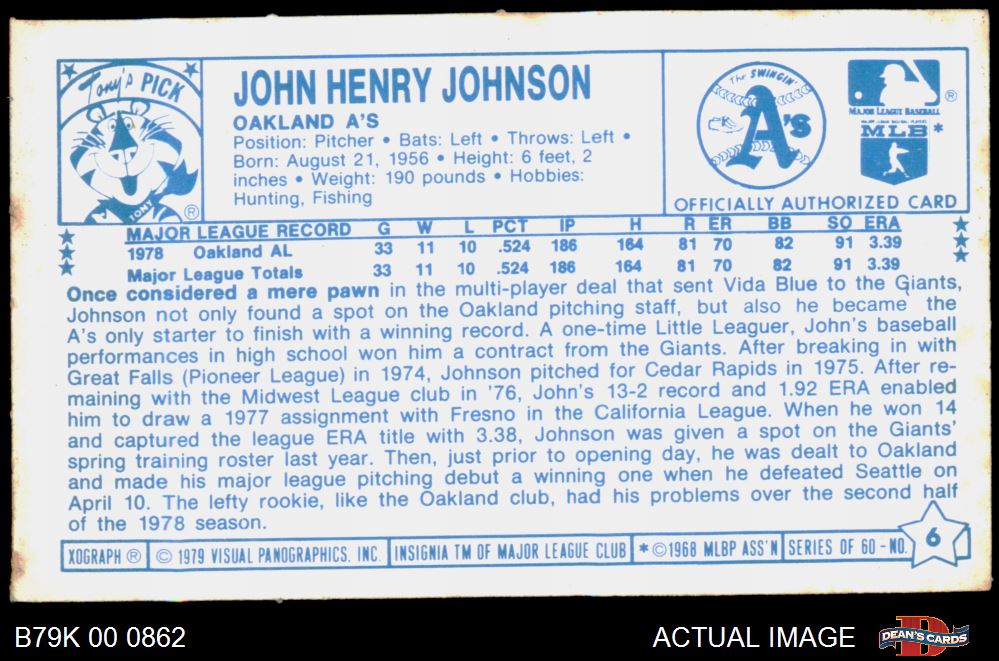 Tony's PICK
TONY ®
JOHN HENRY JOHNSON
OAKLAND A'S
Position: Pitcher • Bats: Left • Throws: Left •
Born: August 21, 1956 • Height: 6 feet, 2
inches • Weight: 190 pounds • Hobbies:
Hunting, Fishing
The SWINGIN'
A's
®
MAJOR LEAGUE BASEBALL
MAJOR LEAGUE BASEBALL PLAYERS
MLB*
OFFICIALLY AUTHORIZED CARD
MAJOR LEAGUE RECORD G W L PCT IP H R ER BB SO ERA
1978 Oakland AL 33 11 10 .524 186 164 81 70 82 91 3.39
Major League Totals 33 11 10 .524 186 164 81 70 82 91 3.39
Once considered a mere pawn in the multi-player deal that sent Vida Blue to the Giants,
Johnson not only found a spot on the Oakland pitching staff, but also he became the
A's only starter to finish with a winning record. A one-time Little Leaguer, John's baseball
performances in high school won him a contract from the Giants. After breaking in with
Great Falls (Pioneer League) in 1974, Johnson pitched for Cedar Rapids in 1975. After re-
maining with the Midwest League club in '76, John's 13-2 record and 1.92 ERA enabled
him to draw a 1977 assignment with Fresno in the California League. When he won 14
and captured the league ERA title with 3.38, Johnson was given a spot on the Giants'
spring training roster last year. Then, just prior to opening day, he was dealt to Oakland
and made his major league pitching debut a winning one when he defeated Seattle on
April 10. The lefty rookie, like the Oakland club, had his problems over the second half
of the 1978 season.
XOGRAPH ® © 1979 VISUAL PANOGRAPHICS, INC. INSIGNIA TM OF MAJOR LEAGUE CLUB *©1968 MLBP ASS'N SERIES OF 60 - NO. 6
B79K 00 0862 ACTUAL IMAGE DEAN'S CARDS